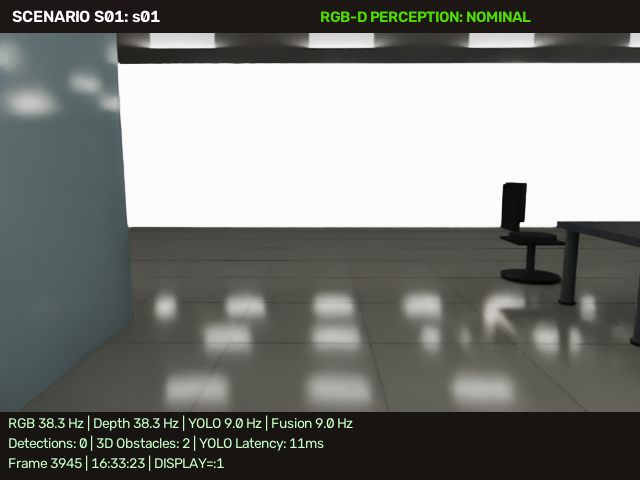 SCENARIO S01: s01
RGB-D PERCEPTION: NOMINAL
RGB 38.3 Hz | Depth 38.3 Hz | YOLO 9.0 Hz | Fusion 9.0 Hz
Detections: 0 | 3D Obstacles: 2 | YOLO Latency: 11ms
Frame 3945 | 16:33:23 | DISPLAY=:1